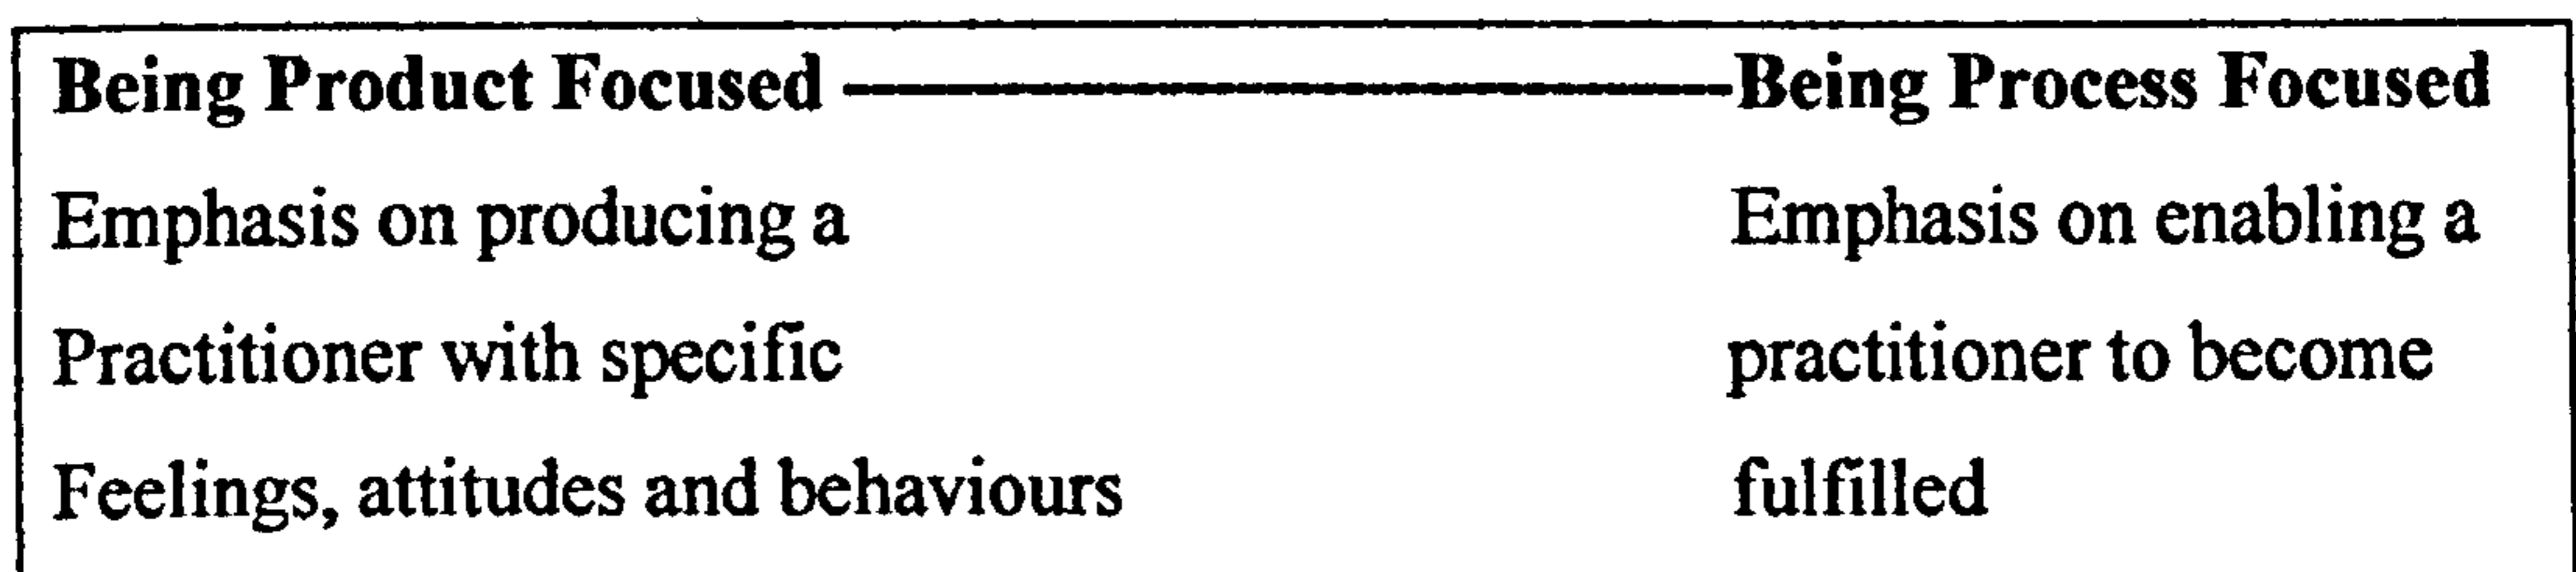 Being Product Focused ————————— Being Process Focused
Emphasis on producing a Emphasis on enabling a
Practitioner with specific practitioner to become
Feelings, attitudes and behaviours fulfilled